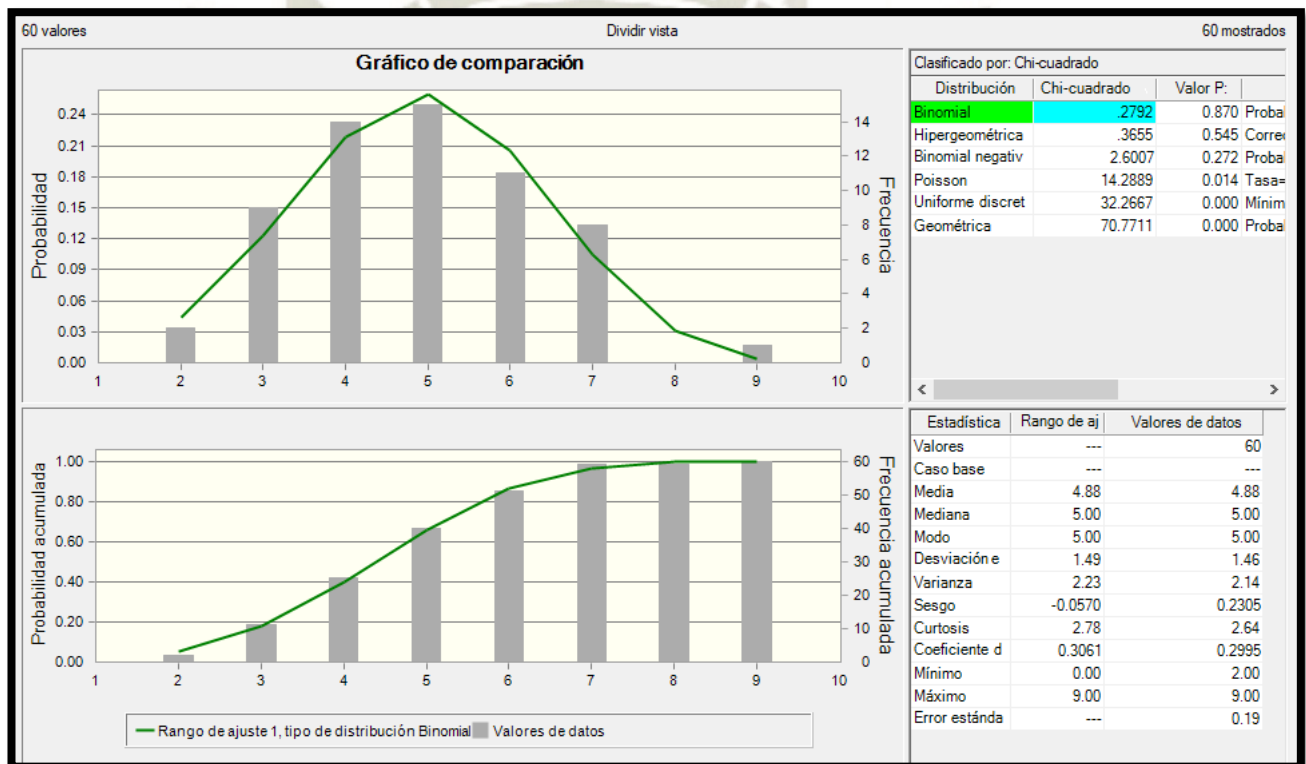 60 valores
Dividir vista
60 mostrados
Gráfico de comparación
Probabilidad
0.24
0.21
0.18
0.15
0.12
0.09
0.06
0.03
0.00
14
12
10
8
6
4
2
0
Frecuencia
1 2 3 4 5 6 7 8 9 10
Clasificado por: Chi-cuadrado
Distribución Chi-cuadrado Valor P:
Binomial .2792 0.870 Probal
Hipergeométrica .3655 0.545 Correc
Binomial negativ 2.6007 0.272 Probal
Poisson 14.2889 0.014 Tasa=
Uniforme discret 32.2667 0.000 Mínim
Geométrica 70.7711 0.000 Probal
Probabilidad acumulada
1.00
0.80
0.60
0.40
0.20
0.00
60
50
40
30
20
10
0
Frecuencia acumulada
1 2 3 4 5 6 7 8 9 10
Rango de ajuste 1, tipo de distribución Binomial Valores de datos
Estadística Rango de aj Valores de datos
Valores --- 60
Caso base --- ---
Media 4.88 4.88
Mediana 5.00 5.00
Modo 5.00 5.00
Desviación e 1.49 1.46
Varianza 2.23 2.14
Sesgo -0.0570 0.2305
Curtosis 2.78 2.64
Coeficiente d 0.3061 0.2995
Mínimo 0.00 2.00
Máximo 9.00 9.00
Error estánda --- 0.19